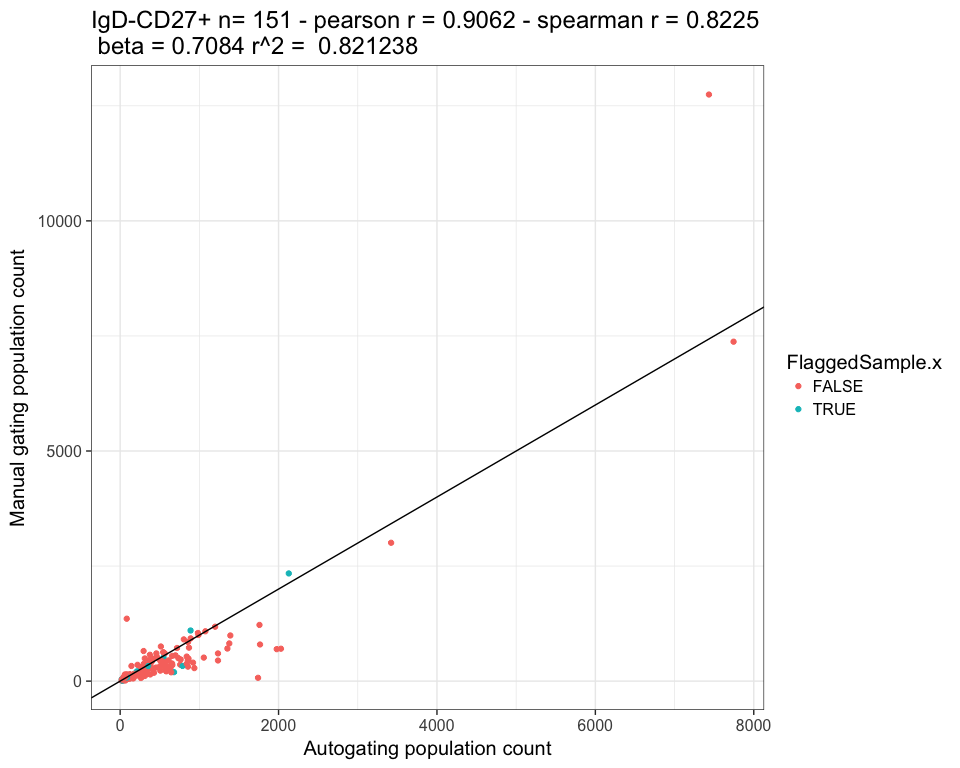 IgD-CD27+ n= 151 - pearson r = 0.9062 - spearman r = 0.8225
beta = 0.7084 r^2 =  0.821238
10000
5000
0
Manual gating population count
0 2000 4000 6000 8000
Autogating population count
FlaggedSample.x
FALSE
TRUE